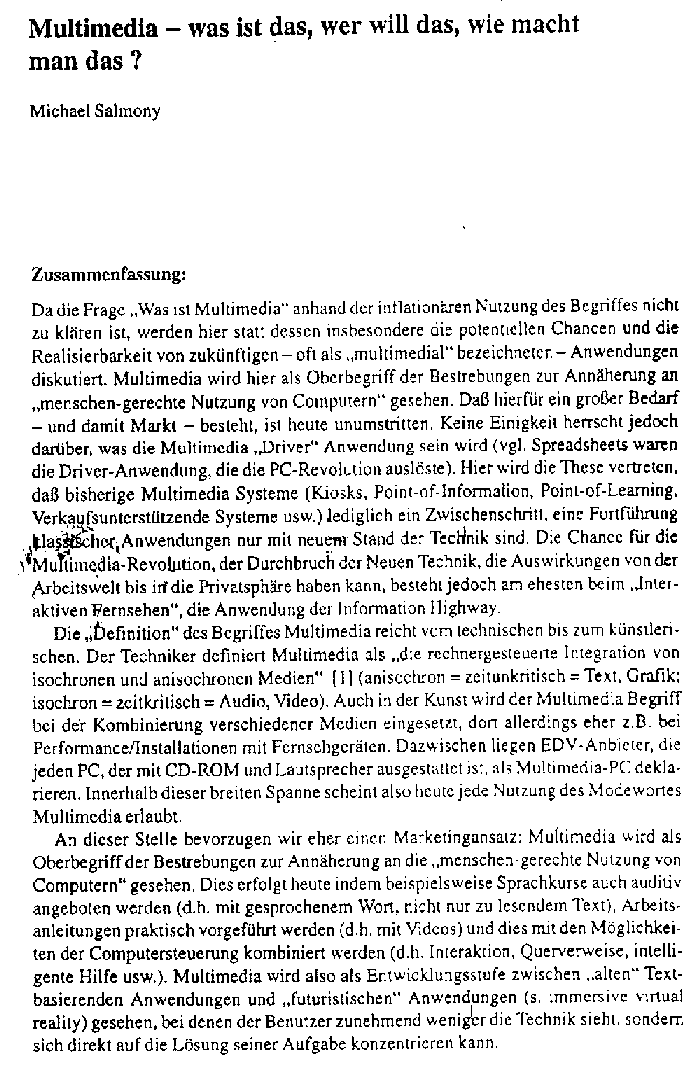 Multimedia – was ist das, wer will das, wie macht
man das ?
Michael Salmony
Zusammenfassung:
Da die Frage „Was ist Multimedia“ anhand der inflationären Nutzung des Begriffes nicht
zu klären ist, werden hier statt dessen insbesondere die potentiellen Chancen und die
Realisierbarkeit von zukünftigen – oft als „multimedial“ bezeichneten – Anwendungen
diskutiert. Multimedia wird hier als Oberbegriff der Bestrebungen zur Annäherung an
„menschen-gerechte Nutzung von Computern“ gesehen. Daß hierfür ein großer Bedarf
– und damit Markt – besteht, ist heute unumstritten. Keine Einigkeit herrscht jedoch
darüber, was die Multimedia „Driver“ Anwendung sein wird (vgl. Spreadsheets waren
die Driver-Anwendung, die die PC-Revolution auslöste). Hier wird die These vertreten,
daß bisherige Multimedia Systeme (Kiosks, Point-of-Information, Point-of-Learning,
Verkaufsunterstützende Systeme usw.) lediglich ein Zwischenschritt, eine Fortführung
klassischer Anwendungen nur mit neuem Stand der Technik sind. Die Chance für die
Multimedia-Revolution, der Durchbruch der Neuen Technik, die Auswirkungen von der
Arbeitswelt bis in die Privatsphäre haben kann, besteht jedoch am ehesten beim „Inter-
aktiven Fernsehen“, die Anwendung der Information Highway.
Die „Definition“ des Begriffes Multimedia reicht vom technischen bis zum künstleri-
schen. Der Techniker definiert Multimedia als „die rechnergesteuerte Integration von
isochronen und anisochronen Medien“ [1] (anisochron = zeitunkritisch = Text, Grafik;
isochron = zeitkritisch = Audio, Video). Auch in der Kunst wird der Multimedia Begriff
bei der Kombinierung verschiedener Medien eingesetzt, dort allerdings eher z.B. bei
Performance/Installationen mit Fernsehgeräten. Dazwischen liegen EDV-Anbieter, die
jeden PC, der mit CD-ROM und Lautsprecher ausgestattet ist, als Multimedia-PC dekla-
rieren. Innerhalb dieser breiten Spanne scheint also heute jede Nutzung des Modewortes
Multimedia erlaubt.
An dieser Stelle bevorzugen wir eher einen Marketingansatz: Multimedia wird als
Oberbegriff der Bestrebungen zur Annäherung an die „menschen-gerechte Nutzung von
Computern“ gesehen. Dies erfolgt heute indem beispielsweise Sprachkurse auch auditiv
angeboten werden (d.h. mit gesprochenem Wort, nicht nur zu lesendem Text), Arbeits-
anleitungen praktisch vorgeführt werden (d.h. mit Videos) und dies mit den Möglichkei-
ten der Computersteuerung kombiniert werden (d.h. Interaktion, Querverweise, intelli-
gente Hilfe usw.). Multimedia wird also als Entwicklungsstufe zwischen „alten“ Text-
basierenden Anwendungen und „futuristischen“ Anwendungen (s. immersive virtual
reality) gesehen, bei denen der Benutzer zunehmend weniger die Technik sieht, sondern
sich direkt auf die Lösung seiner Aufgabe konzentrieren kann.